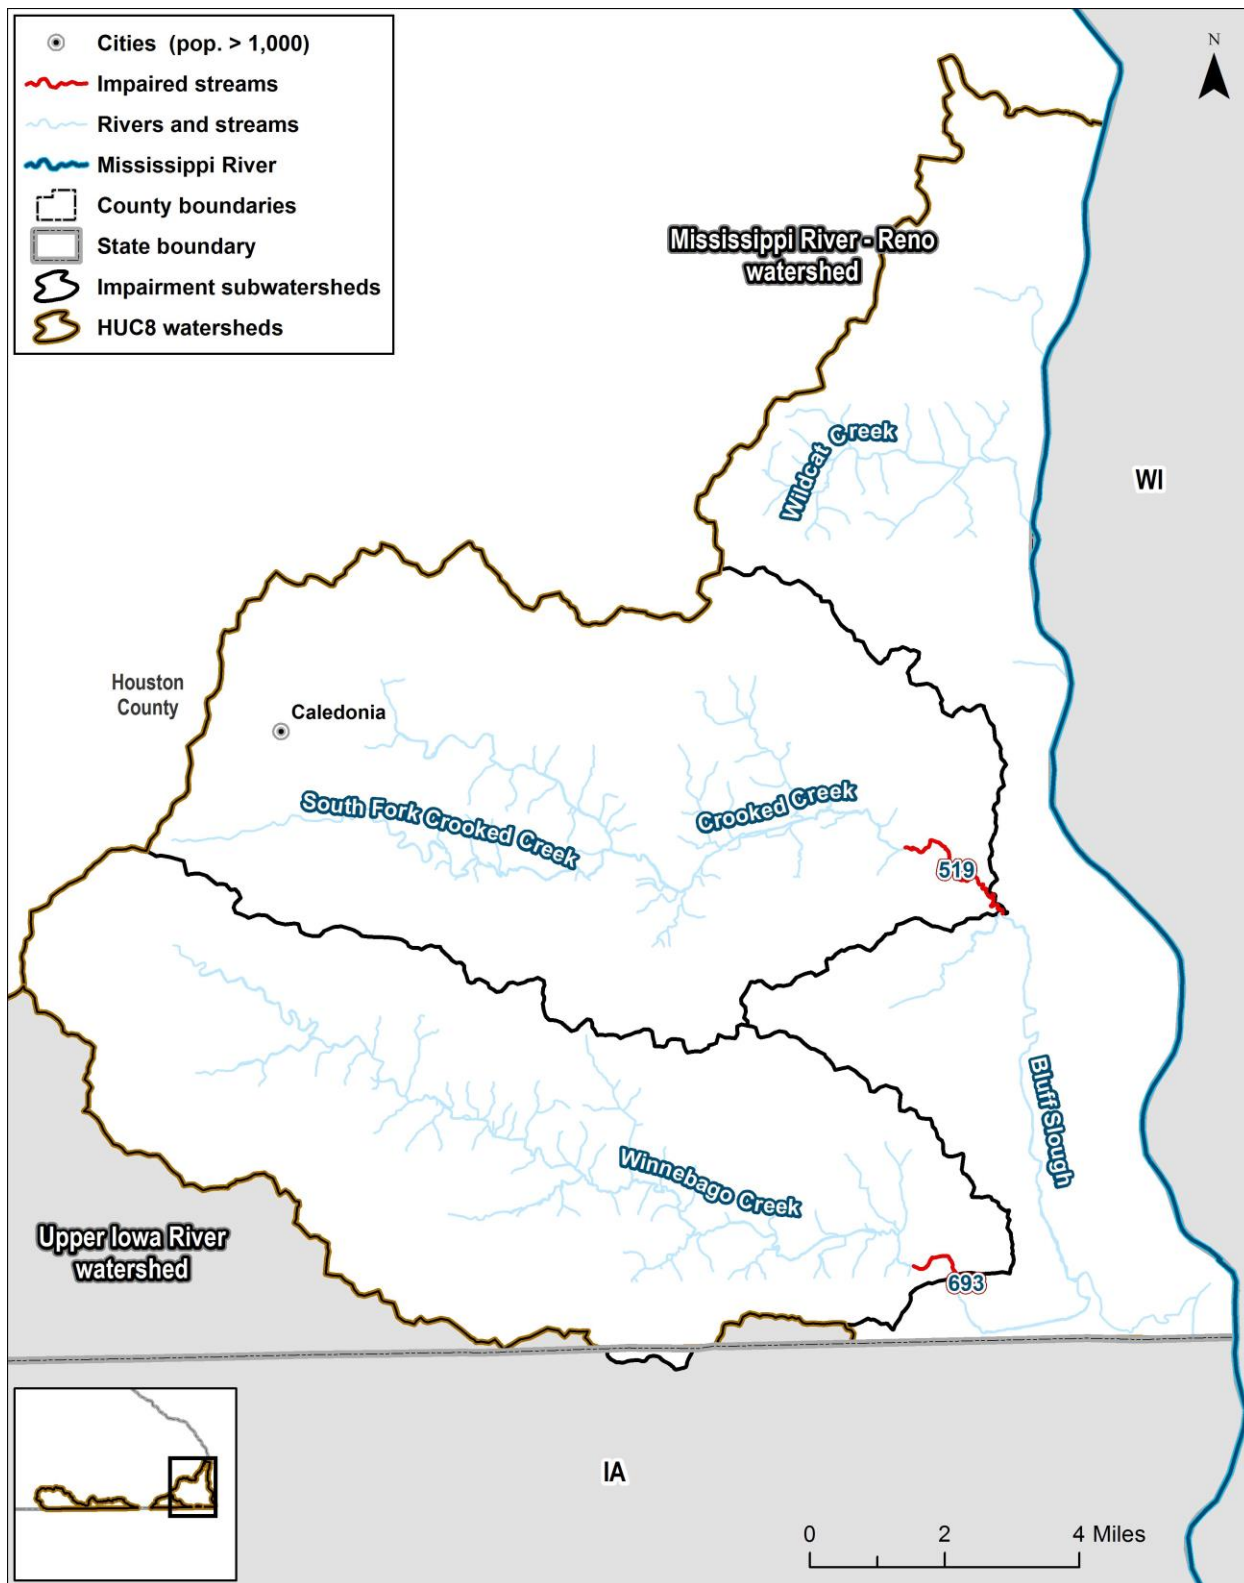 Cities (pop. > 1,000)
Impaired streams
Rivers and streams
Mississippi River
County boundaries
State boundary
Impairment subwatersheds
HUC8 watersheds
N
Mississippi River - Reno
watershed
Wildcat Creek
WI
Houston
County
Caledonia
South Fork Crooked Creek
Crooked Creek
519
Bluff Slough
Winnebago Creek
Upper Iowa River
watershed
693
IA
0 2 4 Miles